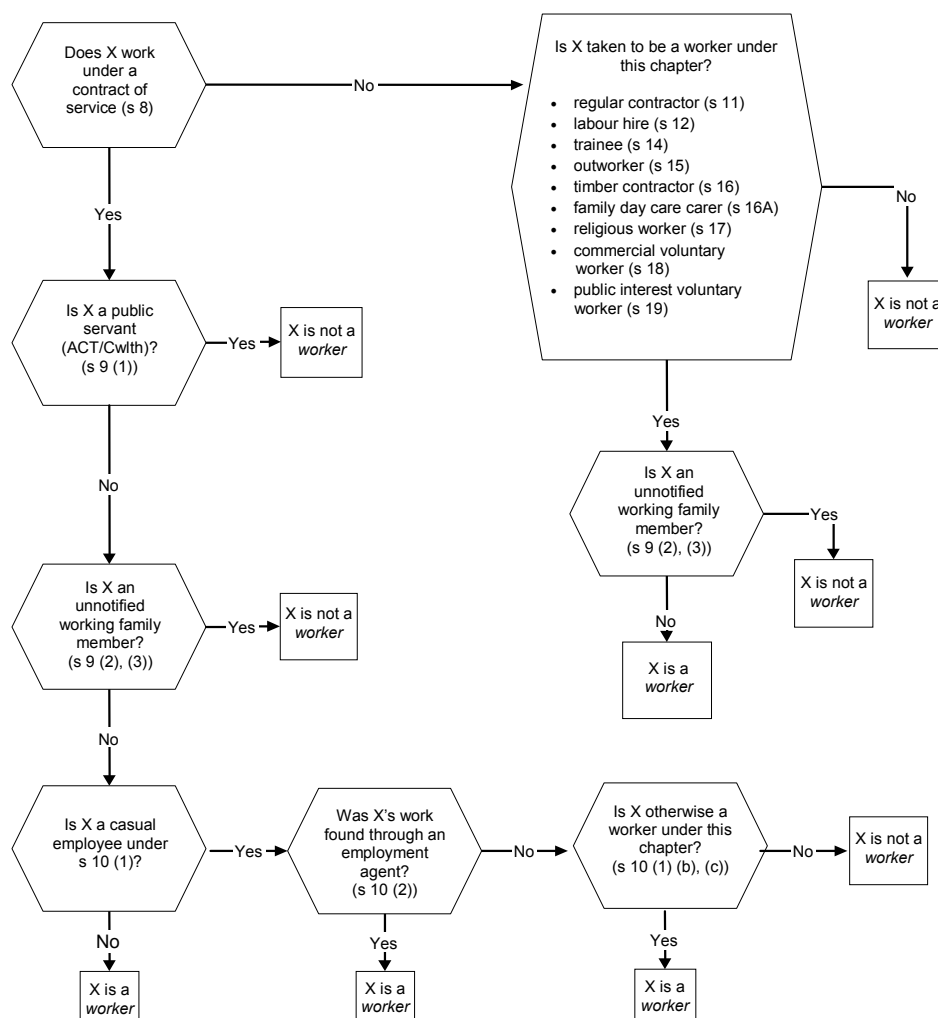 Does X work
under a
contract of
service (s 8)
No
Is X taken to be a worker under
this chapter?
• regular contractor (s 11)
• labour hire (s 12)
• trainee (s 14)
• outworker (s 15)
• timber contractor (s 16)
• family day care carer (s 16A)
• religious worker (s 17)
• commercial voluntary
worker (s 18)
• public interest voluntary
worker (s 19)
No
X is not a
worker
Yes
Is X a public
servant
(ACT/Cwlth)?
(s 9 (1))
Yes
X is not a
worker
Yes
Is X an
unnotified
working family
member?
(s 9 (2), (3))
Yes
X is not a
worker
No
X is a
worker
No
Is X an
unnotified
working family
member?
(s 9 (2), (3))
Yes
X is not a
worker
No
Is X a casual
employee under
s 10 (1)?
Yes
Was X's work
found through an
employment
agent?
(s 10 (2))
No
Is X otherwise a
worker under this
chapter?
(s 10 (1) (b), (c))
No
X is not a
worker
No
X is a
worker
Yes
X is a
worker
Yes
X is a
worker